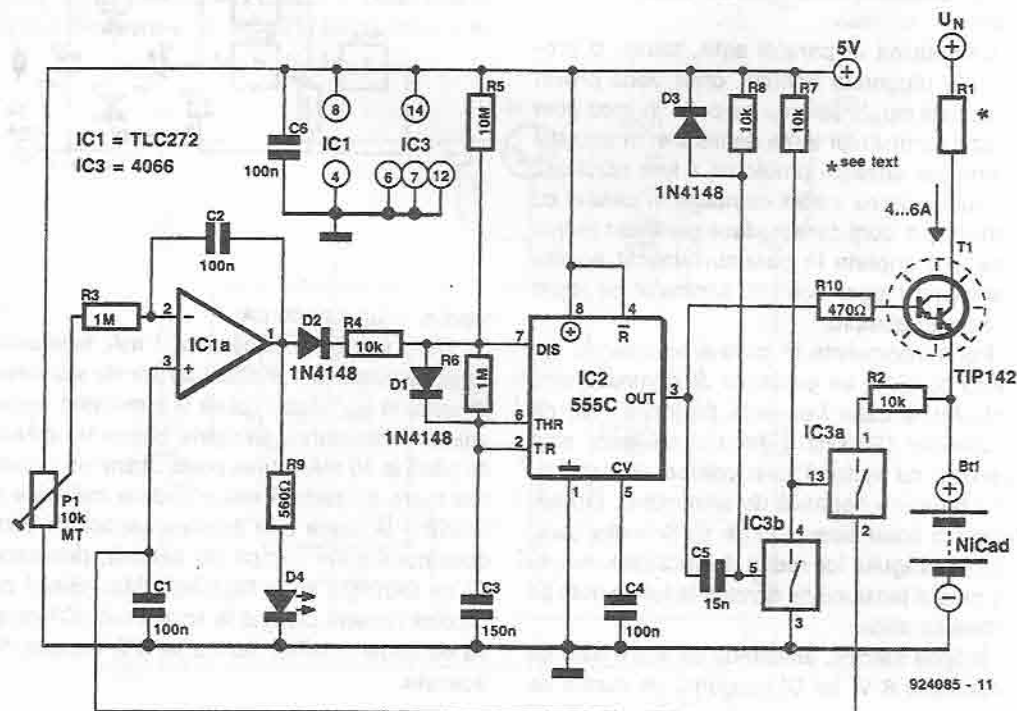 UN
5V
R1
*
R5
10M
D3
R8
10k
R7
10k
IC1 = TLC272
IC3 = 4066
C6
100n
8
14
IC1
IC3
4
6
7
12
1N4148
* see text
4...6A
T1
C2
100n
R3
1M
2
3
IC1a
1
D2
1N4148
R4
10k
R6
1M
D1
1N4148
8
4
R
7
DIS
IC2
555C
OUT
3
6
THR
2
TR
1
CV
5
R10
470Ω
TIP142
R2
10k
IC3a
1
13
2
Bt1
NiCad
IC3b
4
5
3
C5
15n
P1
10k
MT
R9
560Ω
D4
C1
100n
C3
150n
C4
100n
924085 - 11